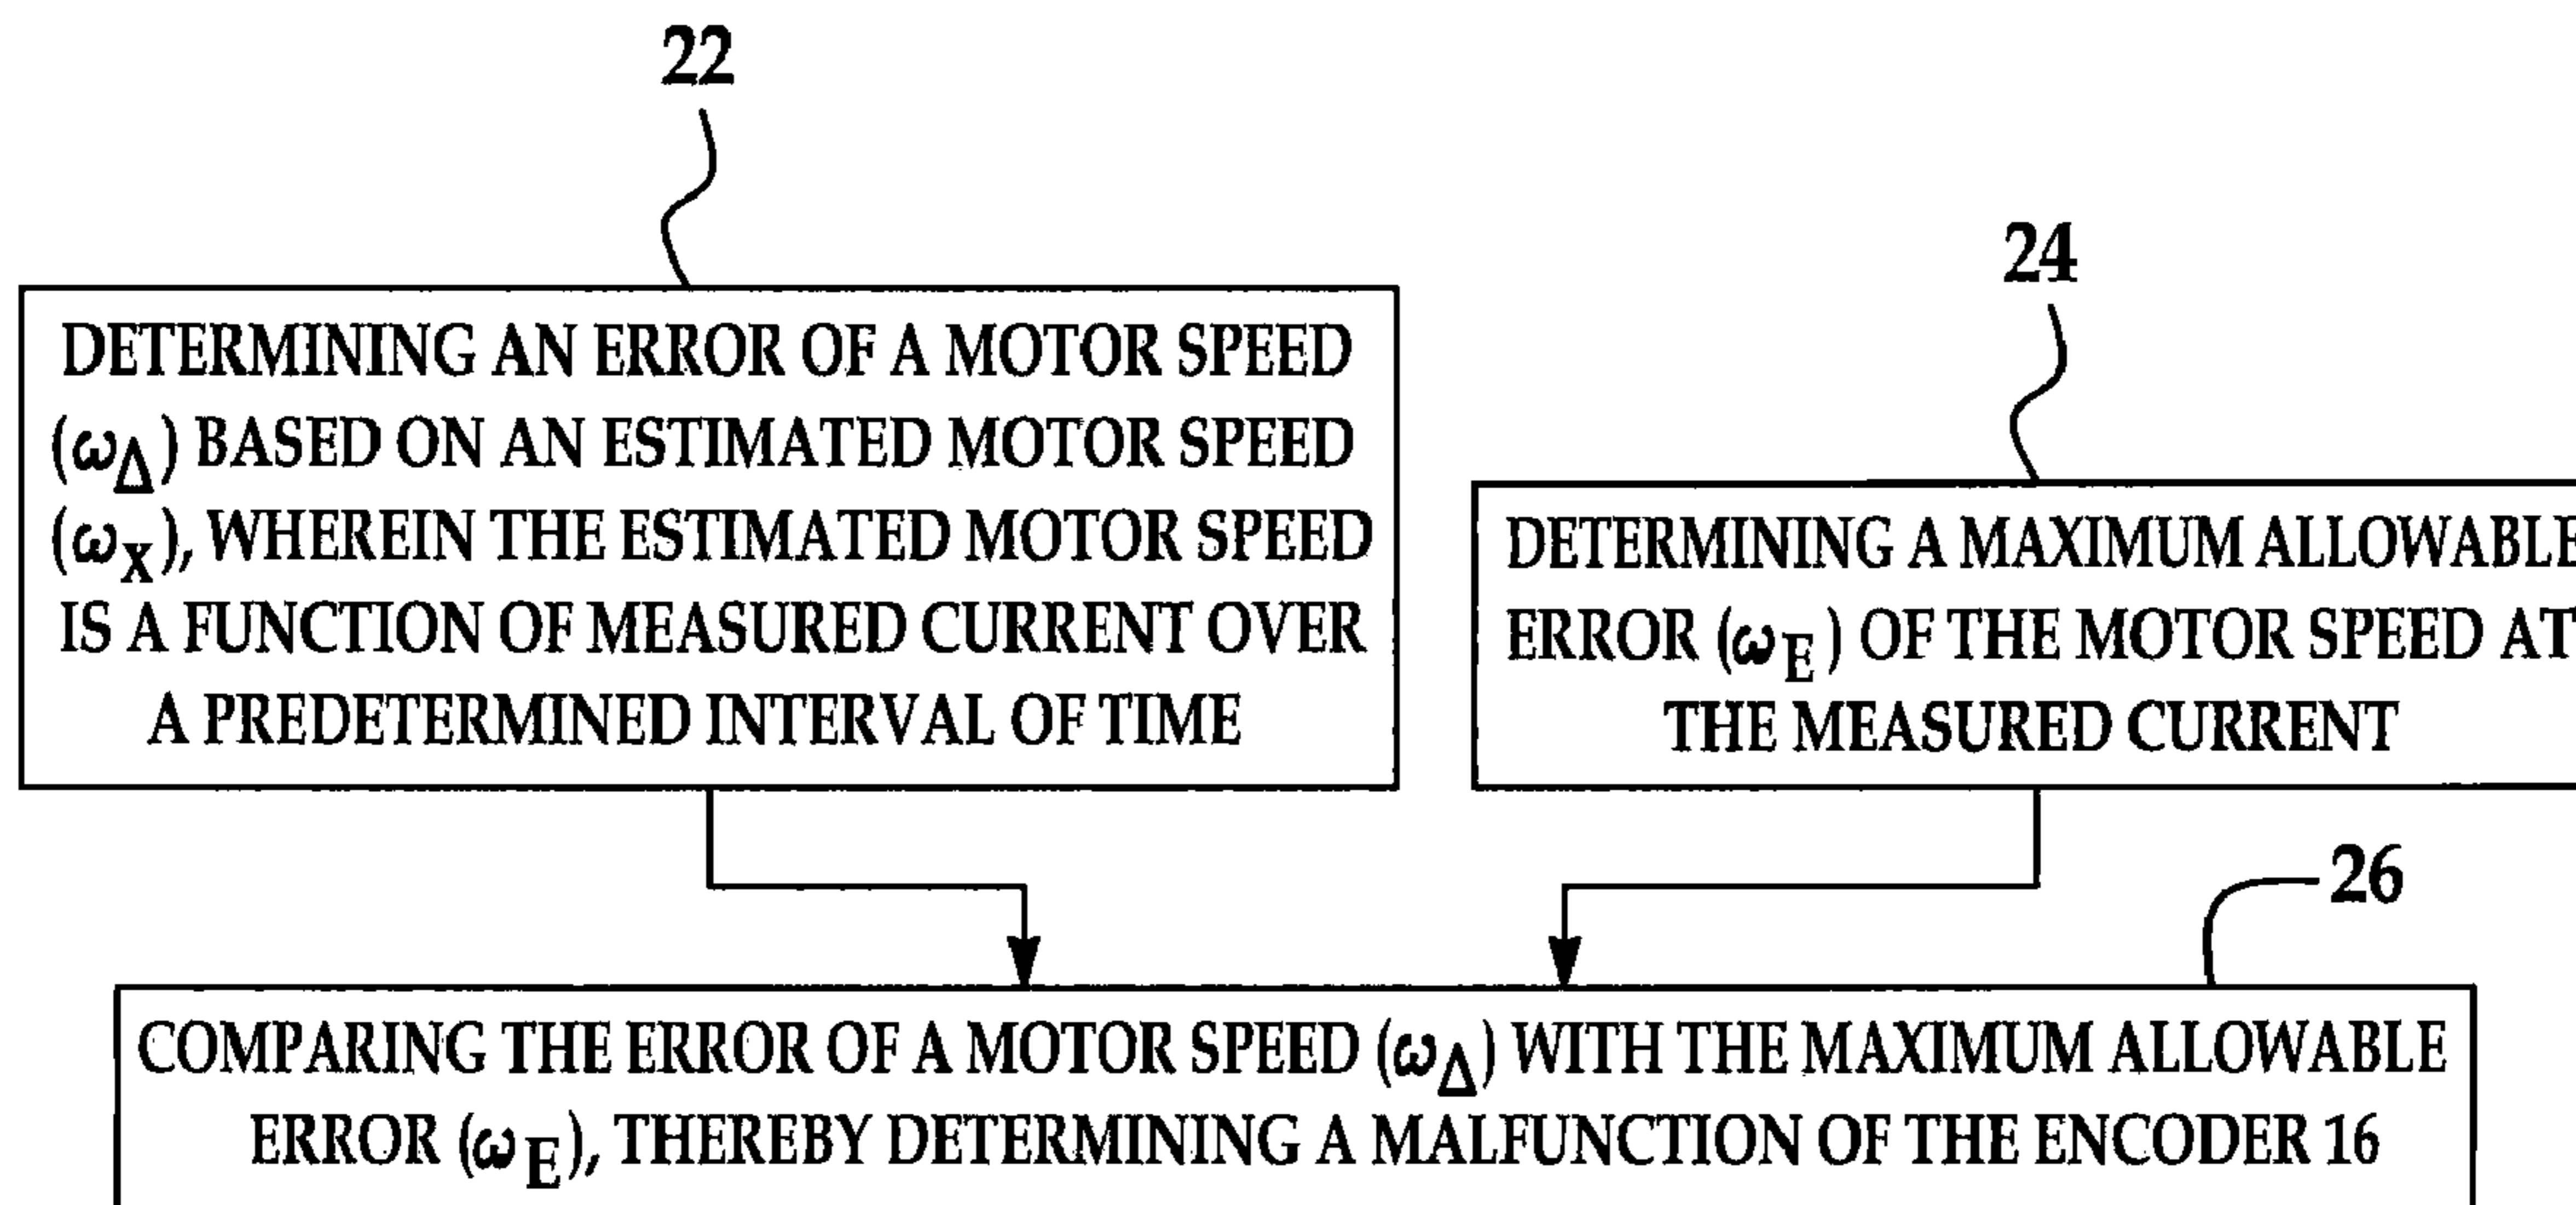 22
DETERMINING AN ERROR OF A MOTOR SPEED
(ωΔ) BASED ON AN ESTIMATED MOTOR SPEED
(ωX), WHEREIN THE ESTIMATED MOTOR SPEED
IS A FUNCTION OF MEASURED CURRENT OVER
A PREDETERMINED INTERVAL OF TIME
24
DETERMINING A MAXIMUM ALLOWABLE
ERROR (ωE) OF THE MOTOR SPEED AT
THE MEASURED CURRENT
26
COMPARING THE ERROR OF A MOTOR SPEED (ωΔ) WITH THE MAXIMUM ALLOWABLE
ERROR (ωE), THEREBY DETERMINING A MALFUNCTION OF THE ENCODER 16